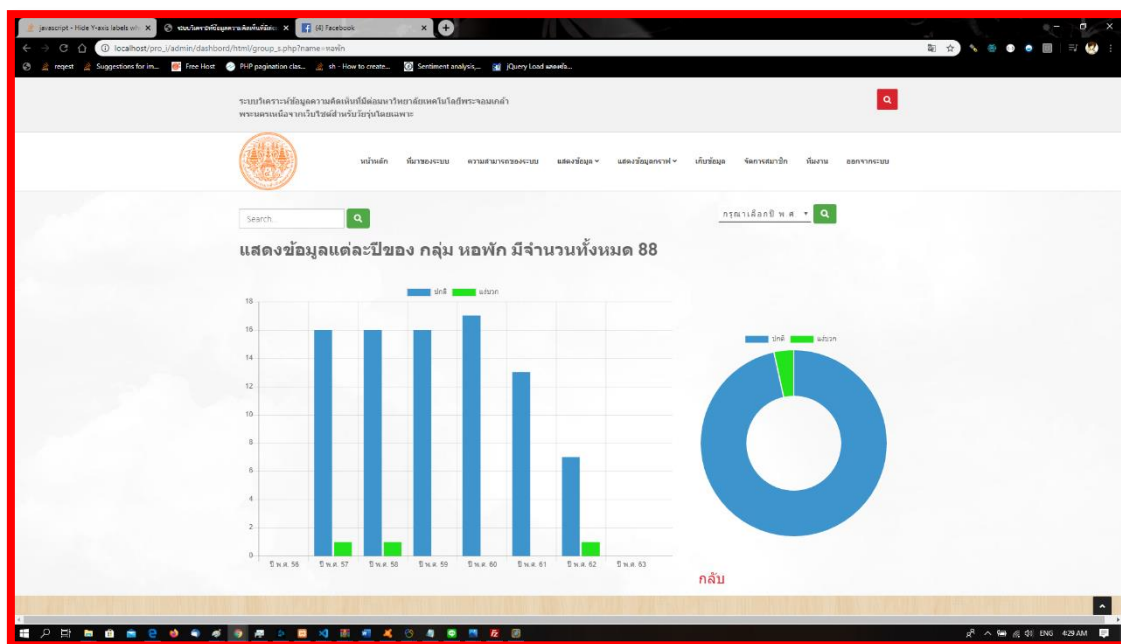 javascript - Hide Y-axis labels wh
(4) Facebook
localhost/pro_i/admin/dashbord/html/group_s.php?name=หอพัก
reqest Suggestions for im... Free Host PHP pagination clas... sh - How to create... Sentiment analysis,... jQuery Load
ระบบวิเคราะห์ข้อมูลความคิดเห็นที่มีต่อมหาวิทยาลัยเทคโนโลยีพระจอมเกล้า
พระนครเหนือจากเว็บไซต์สำหรับวัยรุ่นโดยเฉพาะ
หน้าหลัก ที่มาของระบบ ความสามารถของระบบ แสดงข้อมูล แสดงข้อมูลกราฟ เก็บข้อมูล จัดการสมาชิก ทีมงาน ออกจากระบบ
Search.. กรุณาเลือกปี พ ศ
แสดงข้อมูลแต่ละปีของ กลุ่ม หอพัก มีจำนวนทั้งหมด 88
ปกติ แง่บวก
18
16
14
12
10
8
6
4
2
0
ปี พ.ศ. 56 ปี พ.ศ. 57 ปี พ.ศ. 58 ปี พ.ศ. 59 ปี พ.ศ. 60 ปี พ.ศ. 61 ปี พ.ศ. 62 ปี พ.ศ. 63
ปกติ แง่บวก
กลับ
ENG 4:29 AM